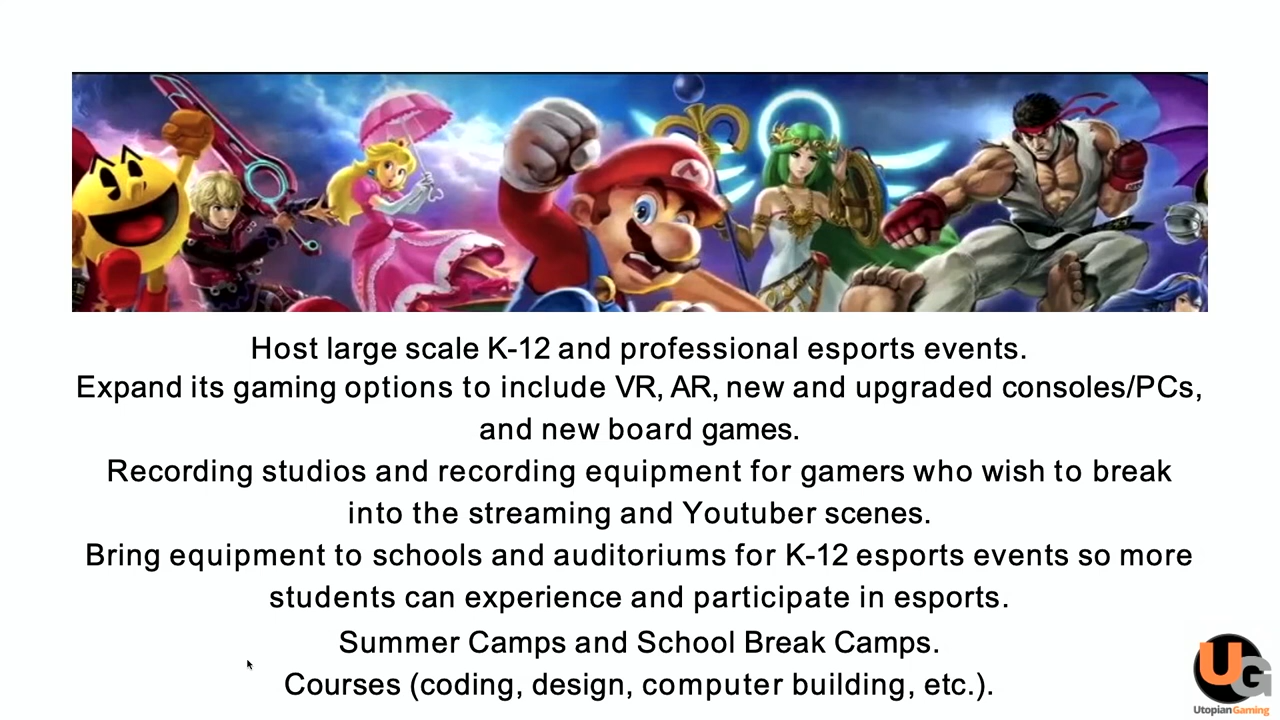 Host large scale K-12 and professional esports events.
Expand its gaming options to include VR, AR, new and upgraded consoles/PCs,
and new board games.
Recording studios and recording equipment for gamers who wish to break
into the streaming and Youtuber scenes.
Bring equipment to schools and auditoriums for K-12 esports events so more
students can experience and participate in esports.
Summer Camps and School Break Camps.
Courses (coding, design, computer building, etc.).
UG
UtopianGaming